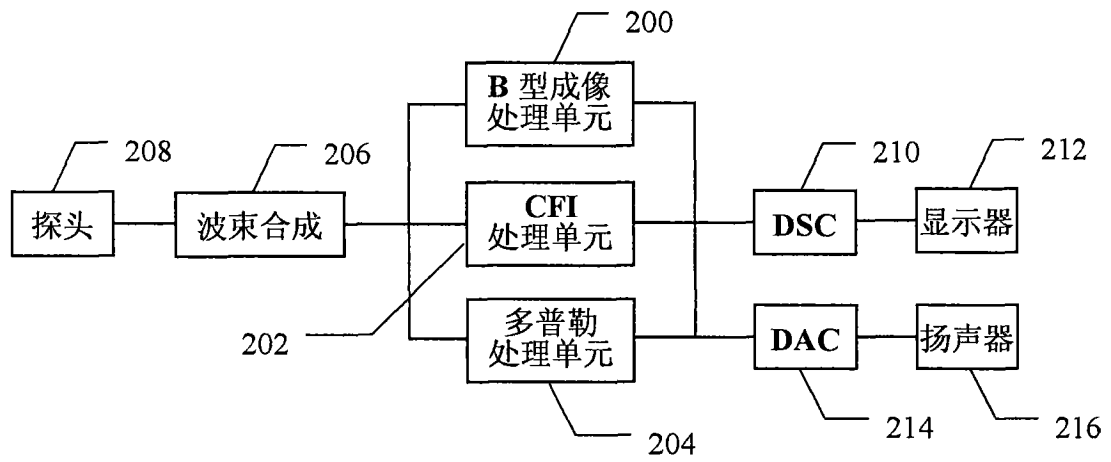 200
B 型成像
处理单元
208
206
210
212
探头
波束合成
CFI
处理单元
DSC
显示器
202
多普勒
处理单元
DAC
扬声器
204
214
216